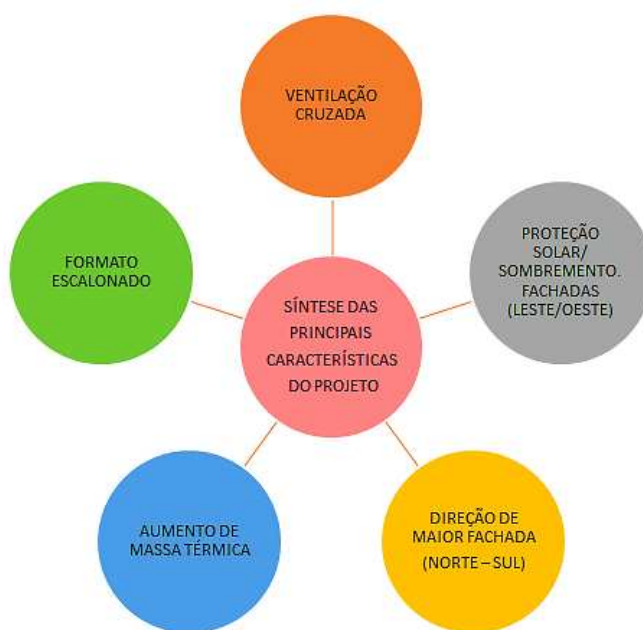 VENTILAÇÃO
CRUZADA
PROTEÇÃO
SOLAR/
SOMBREMENTO.
FACHADAS
(LESTE/OESTE)
FORMATO
ESCALONADO
SÍNTESE DAS
PRINCIPAIS
CARACTERÍSTICAS
DO PROJETO
AUMENTO DE
MASSA TÉRMICA
DIREÇÃO DE
MAIOR FACHADA
(NORTE – SUL)